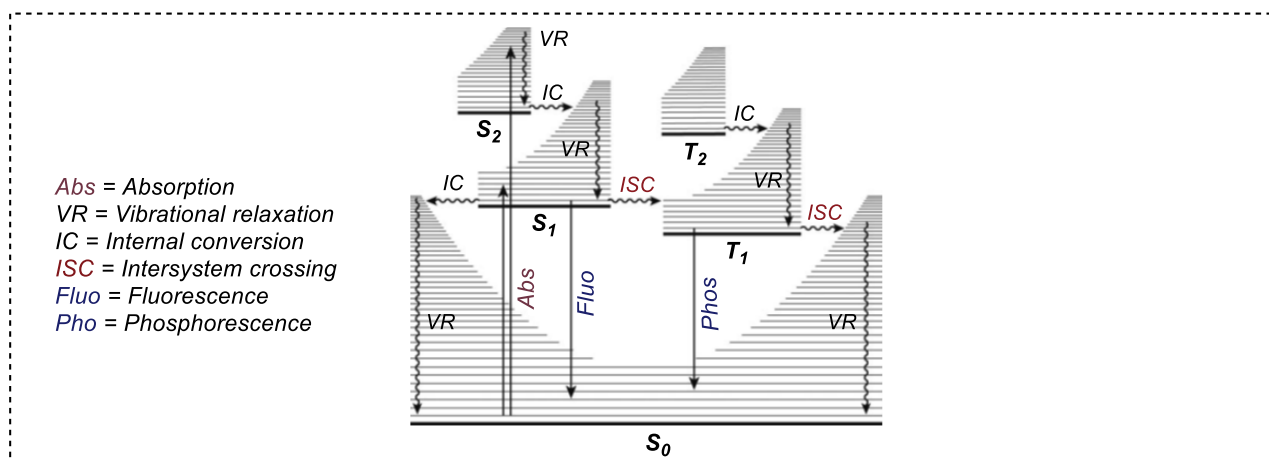 VR
IC
S2
VR
IC
T2
VR
Abs = Absorption
VR = Vibrational relaxation
IC = Internal conversion
ISC = Intersystem crossing
Fluo = Fluorescence
Pho = Phosphorescence
IC
ISC
S1
ISC
T1
Abs
Fluo
Phos
VR
VR
S0